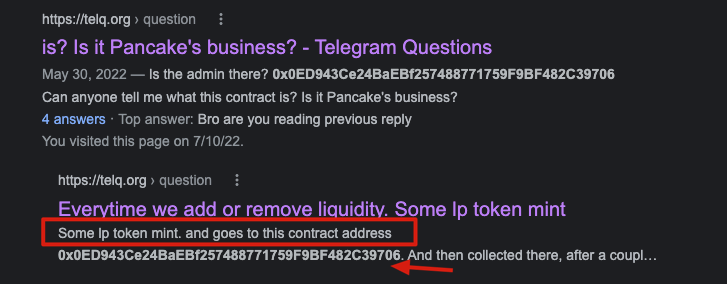 https://telq.org › question
is? Is it Pancake's business? - Telegram Questions
May 30, 2022 — Is the admin there? 0x0ED943Ce24BaEBf257488771759F9BF482C39706
Can anyone tell me what this contract is? Is it Pancake's business?
4 answers · Top answer: Bro are you reading previous reply
You visited this page on 7/10/22.
https://telq.org › question
Everytime we add or remove liquidity. Some lp token mint
Some lp token mint. and goes to this contract address
0x0ED943Ce24BaEBf257488771759F9BF482C39706. And then collected there, after a coupl…